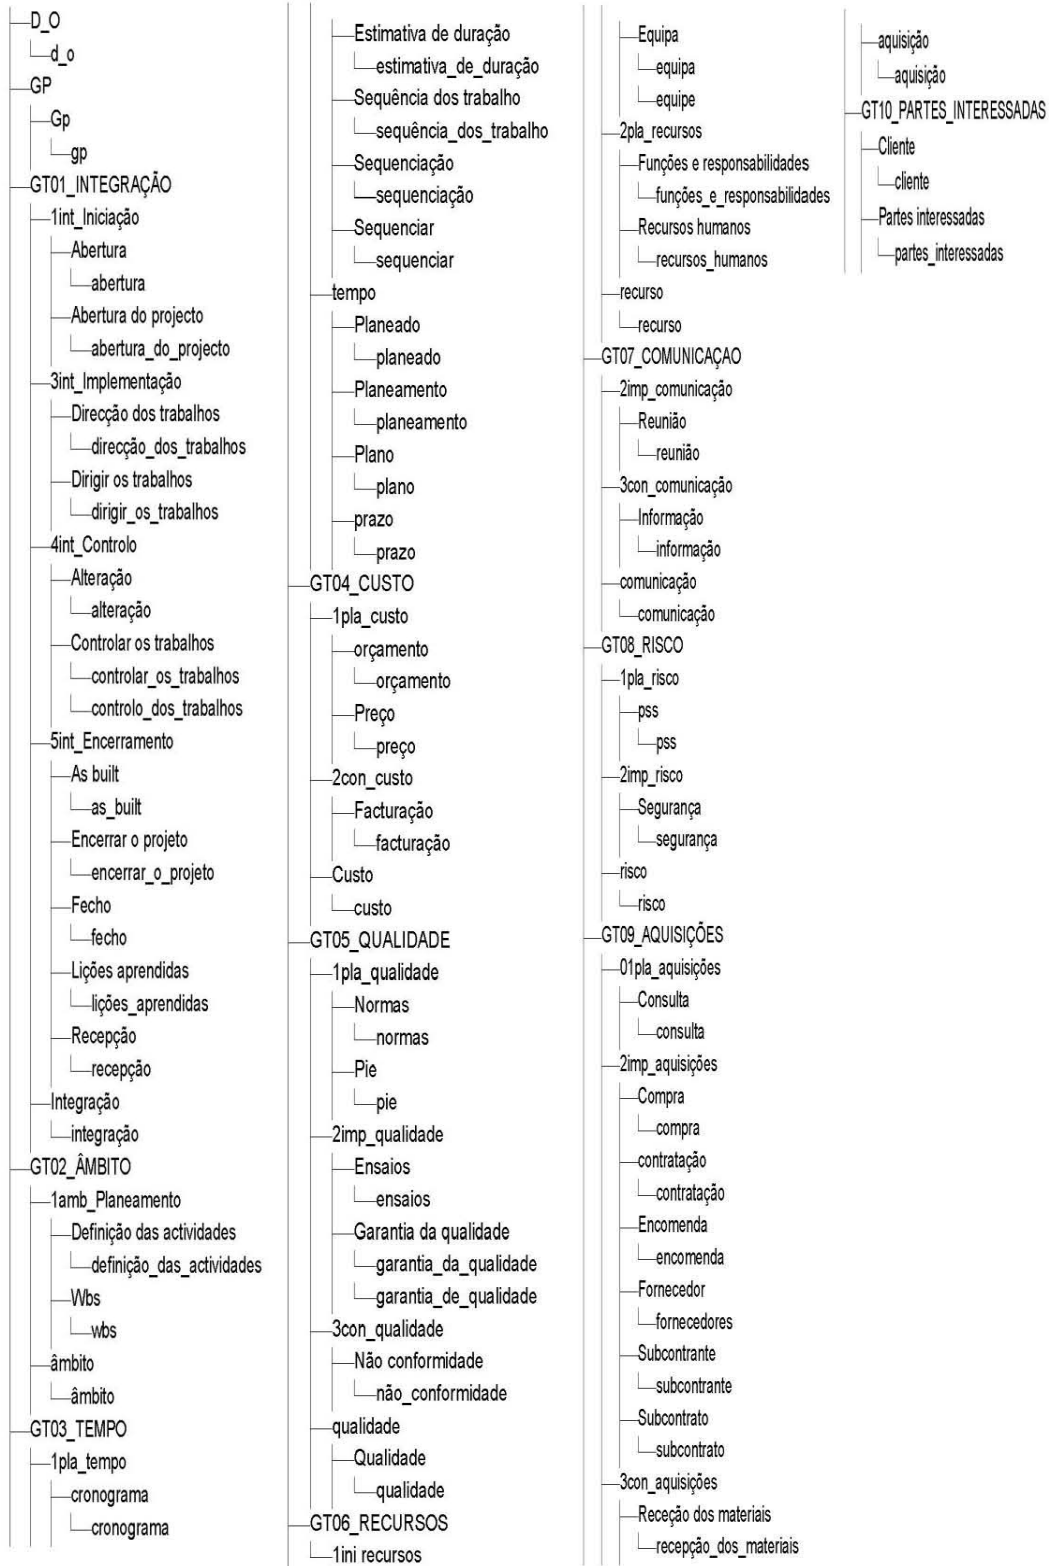 D_O
d_o
GP
Gp
gp
GT01_INTEGRAÇÃO
1int_Iniciação
Abertura
abertura
Abertura do projecto
abertura_do_projecto
3int_Implementação
Direcção dos trabalhos
direcção_dos_trabalhos
Dirigir os trabalhos
dirigir_os_trabalhos
4int_Controlo
Alteração
alteração
Controlar os trabalhos
controlar_os_trabalhos
controlo_dos_trabalhos
5int_Encerramento
As built
as_built
Encerrar o projeto
encerrar_o_projeto
Fecho
fecho
Lições aprendidas
lições_aprendidas
Recepção
recepção
Integração
integração
GT02_ÂMBITO
1amb_Planeamento
Definição das actividades
definição_das_actividades
Wbs
wbs
âmbito
âmbito
GT03_TEMPO
1pla_tempo
cronograma
cronograma
Estimativa de duração
estimativa_de_duração
Sequência dos trabalho
sequência_dos_trabalho
Sequenciação
sequenciação
Sequenciar
sequenciar
tempo
Planeado
planeado
Planeamento
planeamento
Plano
plano
prazo
prazo
GT04_CUSTO
1pla_custo
orçamento
orçamento
Preço
preço
2con_custo
Facturação
facturação
Custo
custo
GT05_QUALIDADE
1pla_qualidade
Normas
normas
Pie
pie
2imp_qualidade
Ensaios
ensaios
Garantia da qualidade
garantia_da_qualidade
garantia_de_qualidade
3con_qualidade
Não conformidade
não_conformidade
qualidade
Qualidade
qualidade
GT06_RECURSOS
1ini recursos
Equipa
equipa
equipe
2pla_recursos
Funções e responsabilidades
funções_e_responsabilidades
Recursos humanos
recursos_humanos
recurso
recurso
GT07_COMUNICAÇAO
2imp_comunicação
Reunião
reunião
3con_comunicação
Informação
informação
comunicação
comunicação
GT08_RISCO
1pla_risco
pss
pss
2imp_risco
Segurança
segurança
risco
risco
GT09_AQUISIÇÕES
01pla_aquisições
Consulta
consulta
2imp_aquisições
Compra
compra
contratação
contratação
Encomenda
encomenda
Fornecedor
fornecedores
Subcontrante
subcontrante
Subcontrato
subcontrato
3con_aquisições
Receção dos materiais
recepção_dos_materiais
aquisição
aquisição
GT10_PARTES_INTERESSADAS
Cliente
cliente
Partes interessadas
partes_interessadas